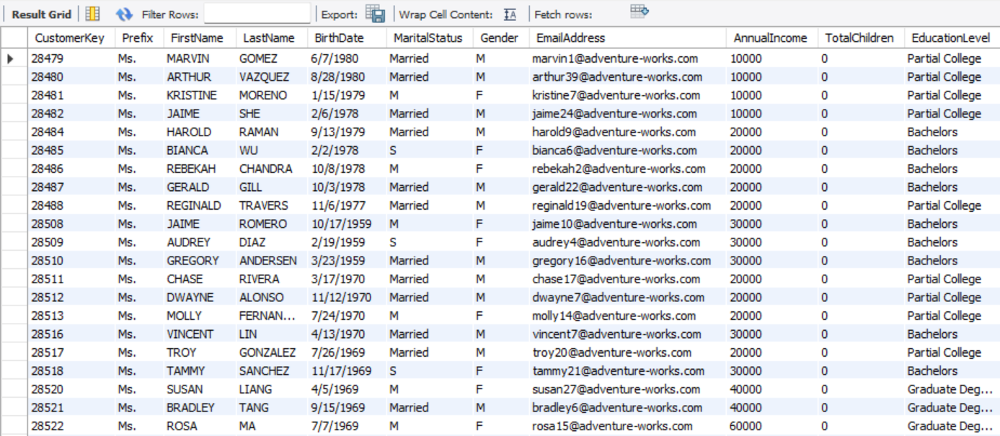 Result Grid Filter Rows: Export: Wrap Cell Content: IA Fetch rows:
CustomerKey Prefix FirstName LastName BirthDate MaritalStatus Gender EmailAddress AnnualIncome TotalChildren EducationLevel
28479 Ms. MARVIN GOMEZ 6/7/1980 Married M marvin1@adventure-works.com 10000 0 Partial College
28480 Ms. ARTHUR VAZQUEZ 8/28/1980 Married M arthur39@adventure-works.com 10000 0 Partial College
28481 Ms. KRISTINE MORENO 1/15/1979 M F kristine7@adventure-works.com 10000 0 Partial College
28482 Ms. JAIME SHE 2/6/1978 Married M jaime24@adventure-works.com 10000 0 Partial College
28484 Ms. HAROLD RAMAN 9/13/1979 Married M harold9@adventure-works.com 20000 0 Bachelors
28485 Ms. BIANCA WU 2/2/1978 S F bianca6@adventure-works.com 20000 0 Bachelors
28486 Ms. REBEKAH CHANDRA 10/8/1978 M F rebekah2@adventure-works.com 20000 0 Bachelors
28487 Ms. GERALD GILL 10/3/1978 Married M gerald22@adventure-works.com 20000 0 Bachelors
28488 Ms. REGINALD TRAVERS 11/6/1977 Married M reginald19@adventure-works.com 20000 0 Partial College
28508 Ms. JAIME ROMERO 10/17/1959 M F jaime10@adventure-works.com 30000 0 Bachelors
28509 Ms. AUDREY DIAZ 2/19/1959 S F audrey4@adventure-works.com 30000 0 Bachelors
28510 Ms. GREGORY ANDERSEN 3/23/1959 Married M gregory16@adventure-works.com 30000 0 Bachelors
28511 Ms. CHASE RIVERA 3/17/1970 Married M chase17@adventure-works.com 20000 0 Partial College
28512 Ms. DWAYNE ALONSO 11/12/1970 Married M dwayne7@adventure-works.com 20000 0 Partial College
28513 Ms. MOLLY FERNAN... 7/24/1970 M F molly14@adventure-works.com 20000 0 Partial College
28516 Ms. VINCENT LIN 4/13/1970 Married M vincent7@adventure-works.com 30000 0 Bachelors
28517 Ms. TROY GONZALEZ 7/26/1969 Married M troy20@adventure-works.com 20000 0 Partial College
28518 Ms. TAMMY SANCHEZ 11/17/1969 S F tammy21@adventure-works.com 30000 0 Bachelors
28520 Ms. SUSAN LIANG 4/5/1969 M F susan27@adventure-works.com 40000 0 Graduate Deg...
28521 Ms. BRADLEY TANG 9/15/1969 Married M bradley6@adventure-works.com 40000 0 Graduate Deg...
28522 Ms. ROSA MA 7/7/1969 M F rosa15@adventure-works.com 60000 0 Graduate Deg...